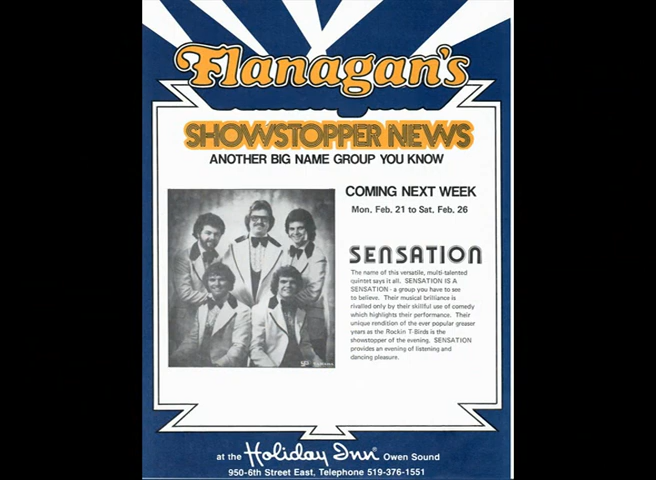 Flanagan's
SHOWSTOPPER NEWS
ANOTHER BIG NAME GROUP YOU KNOW
COMING NEXT WEEK
Mon. Feb. 21 to Sat. Feb. 26
SENSATION
The name of this versatile, multi-talented
quintet says it all. SENSATION IS A
SENSATION - a group you have to see
to believe. Their musical brilliance is
rivalled only by their skillful use of comedy
which highlights their performance. Their
unique rendition of the ever popular greaser
years as the Rockin T-Birds is the
showstopper of the evening. SENSATION
provides an evening of listening and
dancing pleasure.
at the Holiday Inn® Owen Sound
950-6th Street East, Telephone 519-376-1551